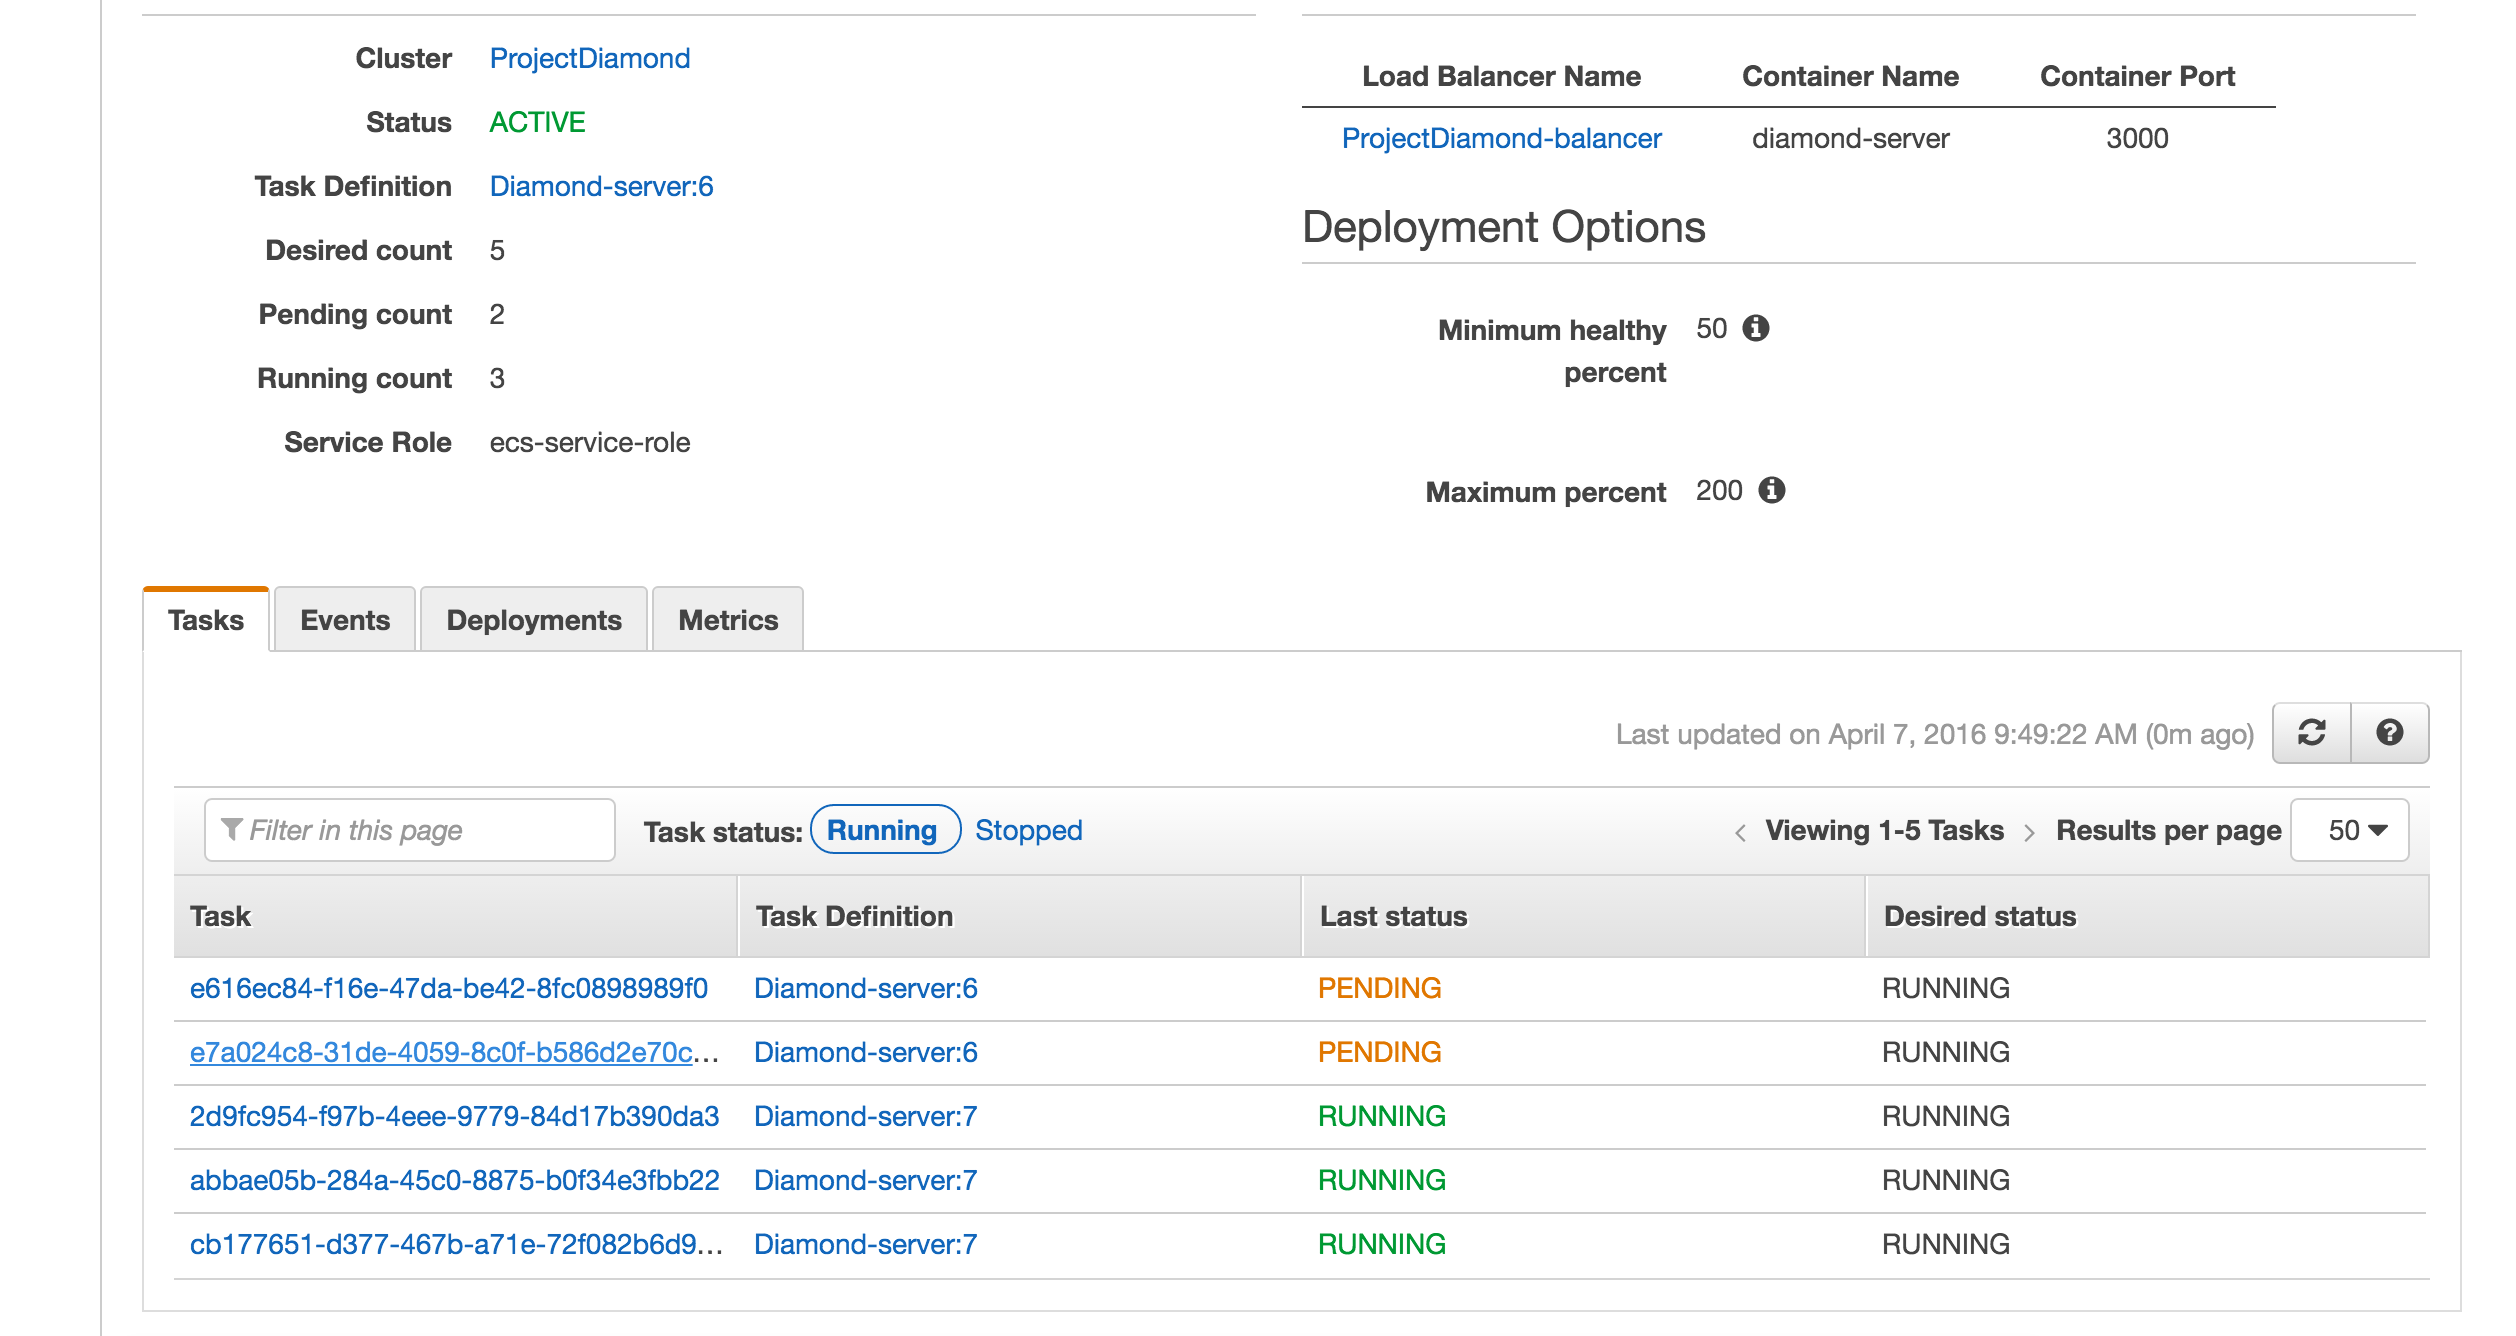 Cluster ProjectDiamond
Status ACTIVE
Task Definition Diamond-server:6
Desired count 5
Pending count 2
Running count 3
Service Role ecs-service-role
Load Balancer Name Container Name Container Port
ProjectDiamond-balancer diamond-server 3000
Deployment Options
Minimum healthy percent 50
Maximum percent 200
Tasks Events Deployments Metrics
Last updated on April 7, 2016 9:49:22 AM (0m ago)
Filter in this page Task status: Running Stopped Viewing 1-5 Tasks Results per page 50
Task Task Definition Last status Desired status
e616ec84-f16e-47da-be42-8fc0898989f0 Diamond-server:6 PENDING RUNNING
e7a024c8-31de-4059-8c0f-b586d2e70c... Diamond-server:6 PENDING RUNNING
2d9fc954-f97b-4eee-9779-84d17b390da3 Diamond-server:7 RUNNING RUNNING
abbae05b-284a-45c0-8875-b0f34e3fbb22 Diamond-server:7 RUNNING RUNNING
cb177651-d377-467b-a71e-72f082b6d9... Diamond-server:7 RUNNING RUNNING